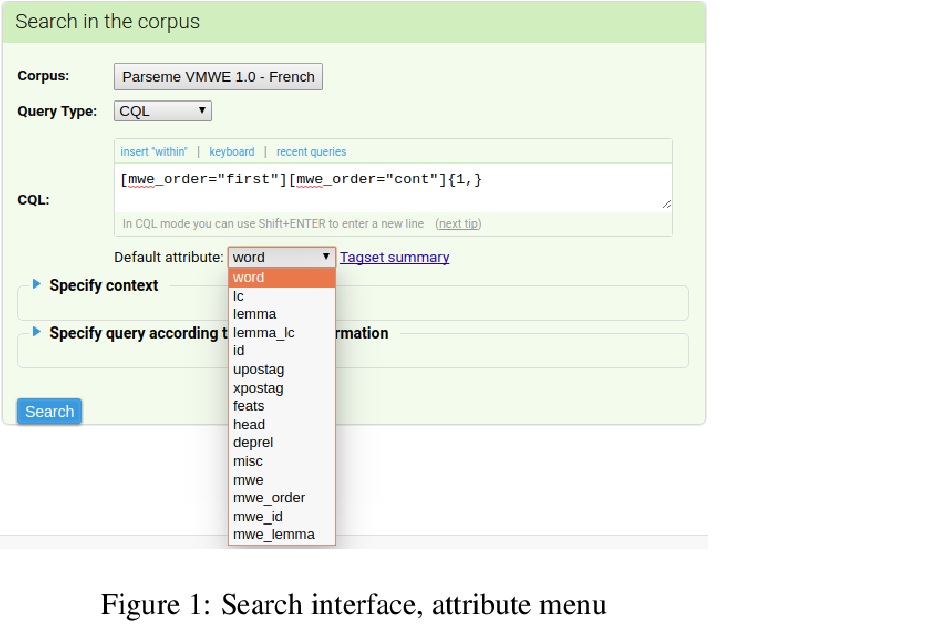 Search in the corpus
Corpus: Parseme VMWE 1.0 - French
Query Type: CQL
insert "within" | keyboard | recent queries
CQL: [mwe_order="first"][mwe_order="cont"]{1,}
In CQL mode you can use Shift+ENTER to enter a new line (next tip)
Default attribute: word Tagset summary
word
Specify context
lc
lemma
Specify query according t rmation
lemma_lc
id
upostag
xpostag
feats
Search
head
deprel
misc
mwe
mwe_order
mwe_id
mwe_lemma
Figure 1: Search interface, attribute menu